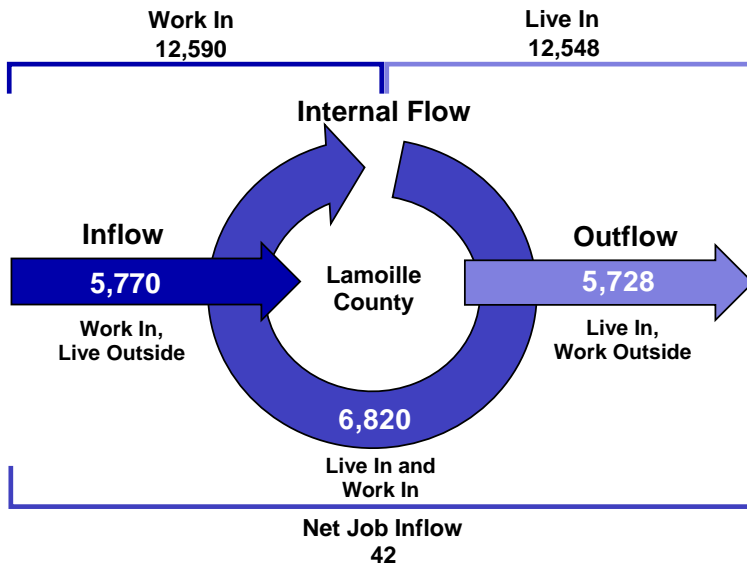 Work In
12,590
Live In
12,548
Internal Flow
Inflow
5,770
Work In,
Live Outside
Lamoille
County
Outflow
5,728
Live In,
Work Outside
6,820
Live In and
Work In
Net Job Inflow
42